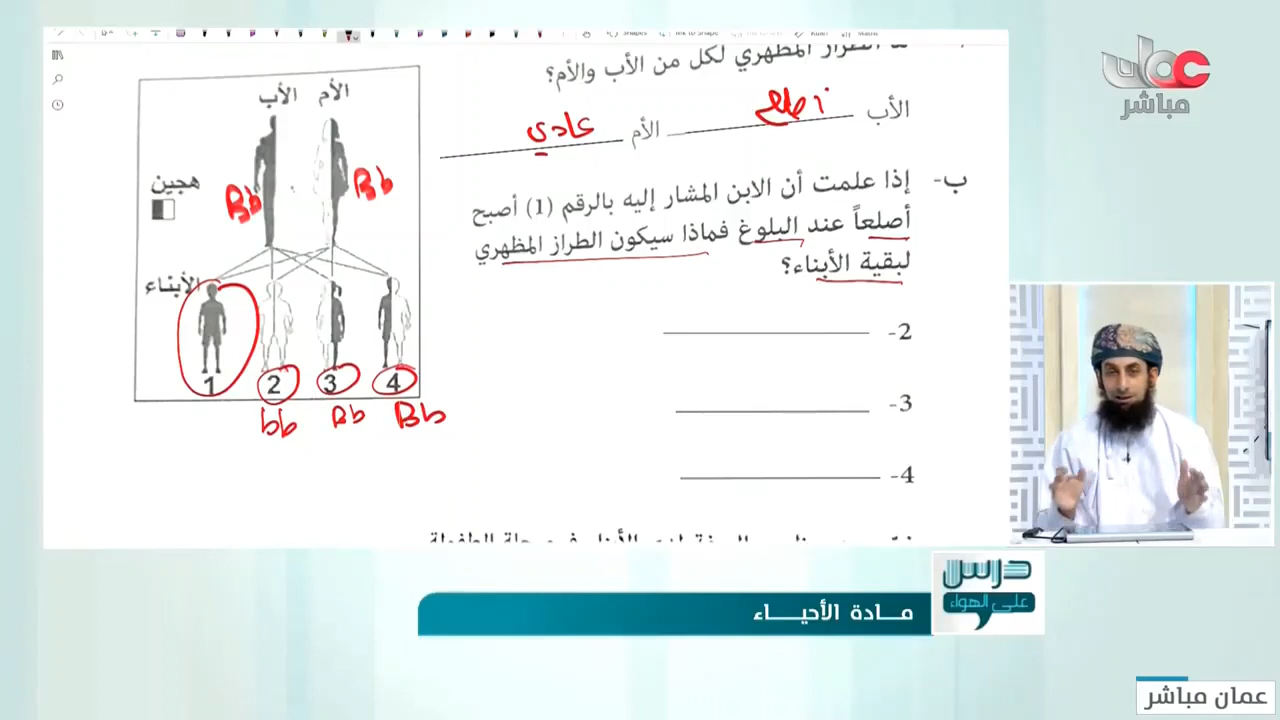 الطراز المظهري لكل من الأب والأم؟
الأب أصلع الأم عادي
ب- إذا علمت أن الابن المشار إليه بالرقم (1) أصبح
أصلعاً عند البلوغ فماذا سيكون الطراز المظهري
لبقية الأبناء؟
-2
-3
-4
الأم الأب
هجين
Bb Bb
الأبناء
1 2 3 4
bb Bb Bb
عمان
مباشر
درس
على الهواء
مادة الأحياء
عمان مباشر